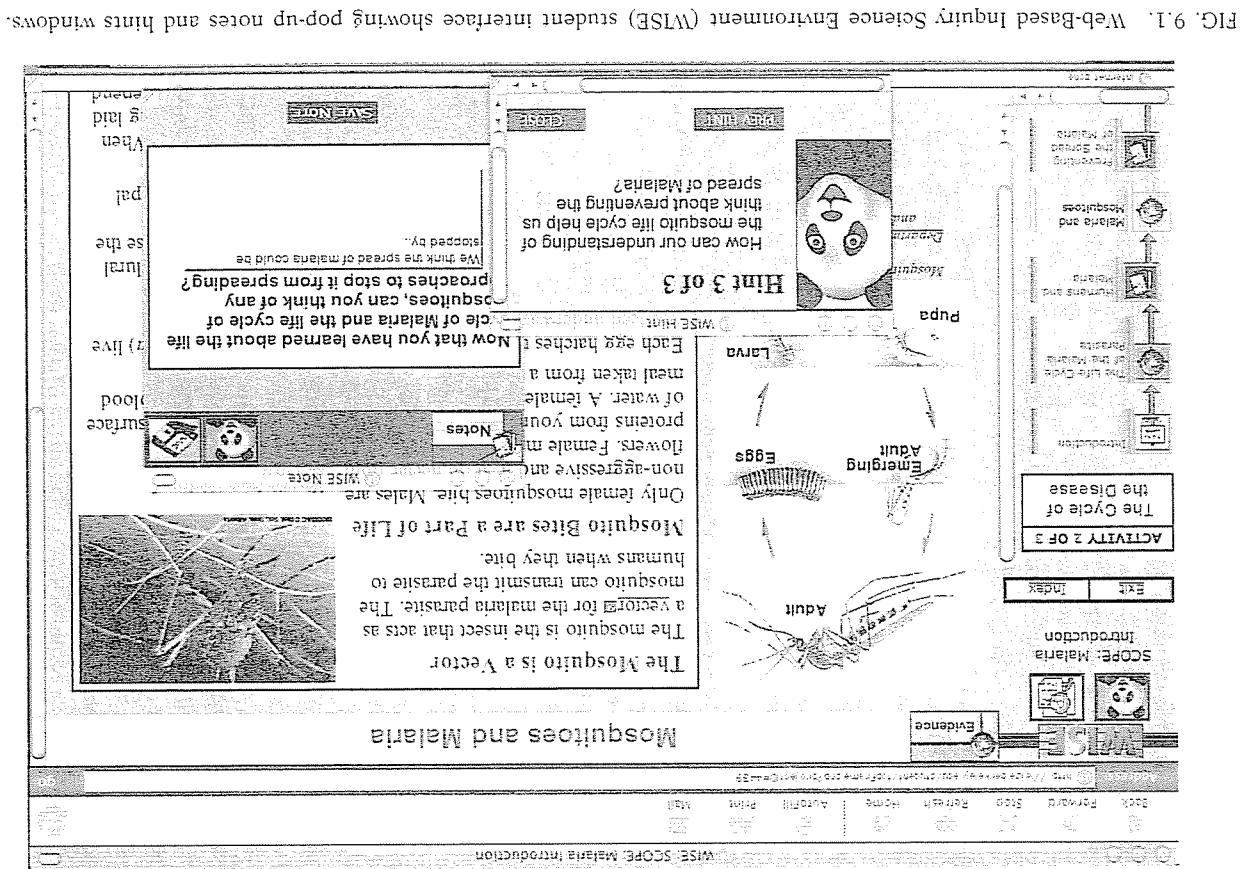 WISE: SCOPE: Malaria Introduction
Back Forward Stop Refresh Home AutoFill Print Mail
WISE
Evidence
Mosquitoes and Malaria
SCOPE: Malaria
Introduction
Exit Index
ACTIVITY 2 OF 3
The Cycle of
the Disease
Introduction
The Life Cycle
of the Malaria
Parasite
Humans and
Malaria
Malaria and
Mosquitoes
Preventing
the Spread
of Malaria
Internet zone
Adult
Emerging
Adult
Eggs
Pupa
Larva
The Mosquito is a Vector
The mosquito is the insect that acts as
a vector for the malaria parasite. The
mosquito can transmit the parasite to
humans when they bite.
Mosquito Bites are a Part of Life
Only female mosquitoes bite. Males are
non-aggressive and
flowers. Female
proteins from your
of water. A female
meal taken from a
Each egg hatches
surface
live
When
g laid
WISE Note
Notes
Now that you have learned about the life
cle of Malaria and the life cycle of
osquitoes, can you think of any
proaches to stop it from spreading?
We think the spread of malaria could be
stopped by..
SAVE Note
WISE Hint
Hint 3 of 3
How can our understanding of
the mosquito life cycle help us
think about preventing the
spread of Malaria?
PREV HINT CLOSE
FIG. 9.1. Web-Based Inquiry Science Environment (WISE) student interface showing pop-up notes and hints windows.